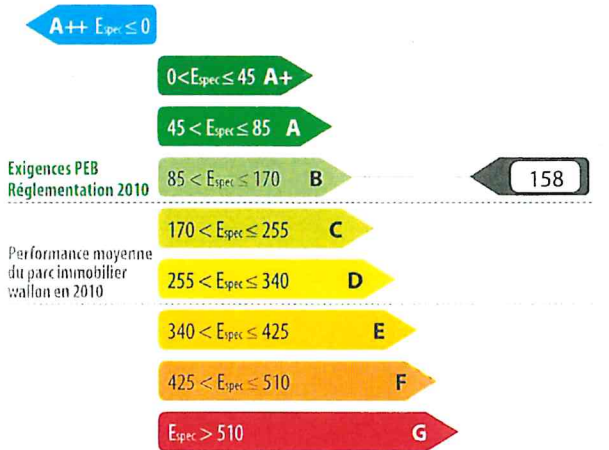 A++ Espec ≤ 0
0 < Espec ≤ 45 A+
45 < Espec ≤ 85 A
Exigences PEB
Réglementation 2010
85 < Espec ≤ 170 B
158
170 < Espec ≤ 255 C
Performance moyenne
du parc immobilier
wallon en 2010
255 < Espec ≤ 340 D
340 < Espec ≤ 425 E
425 < Espec ≤ 510 F
Espec > 510 G